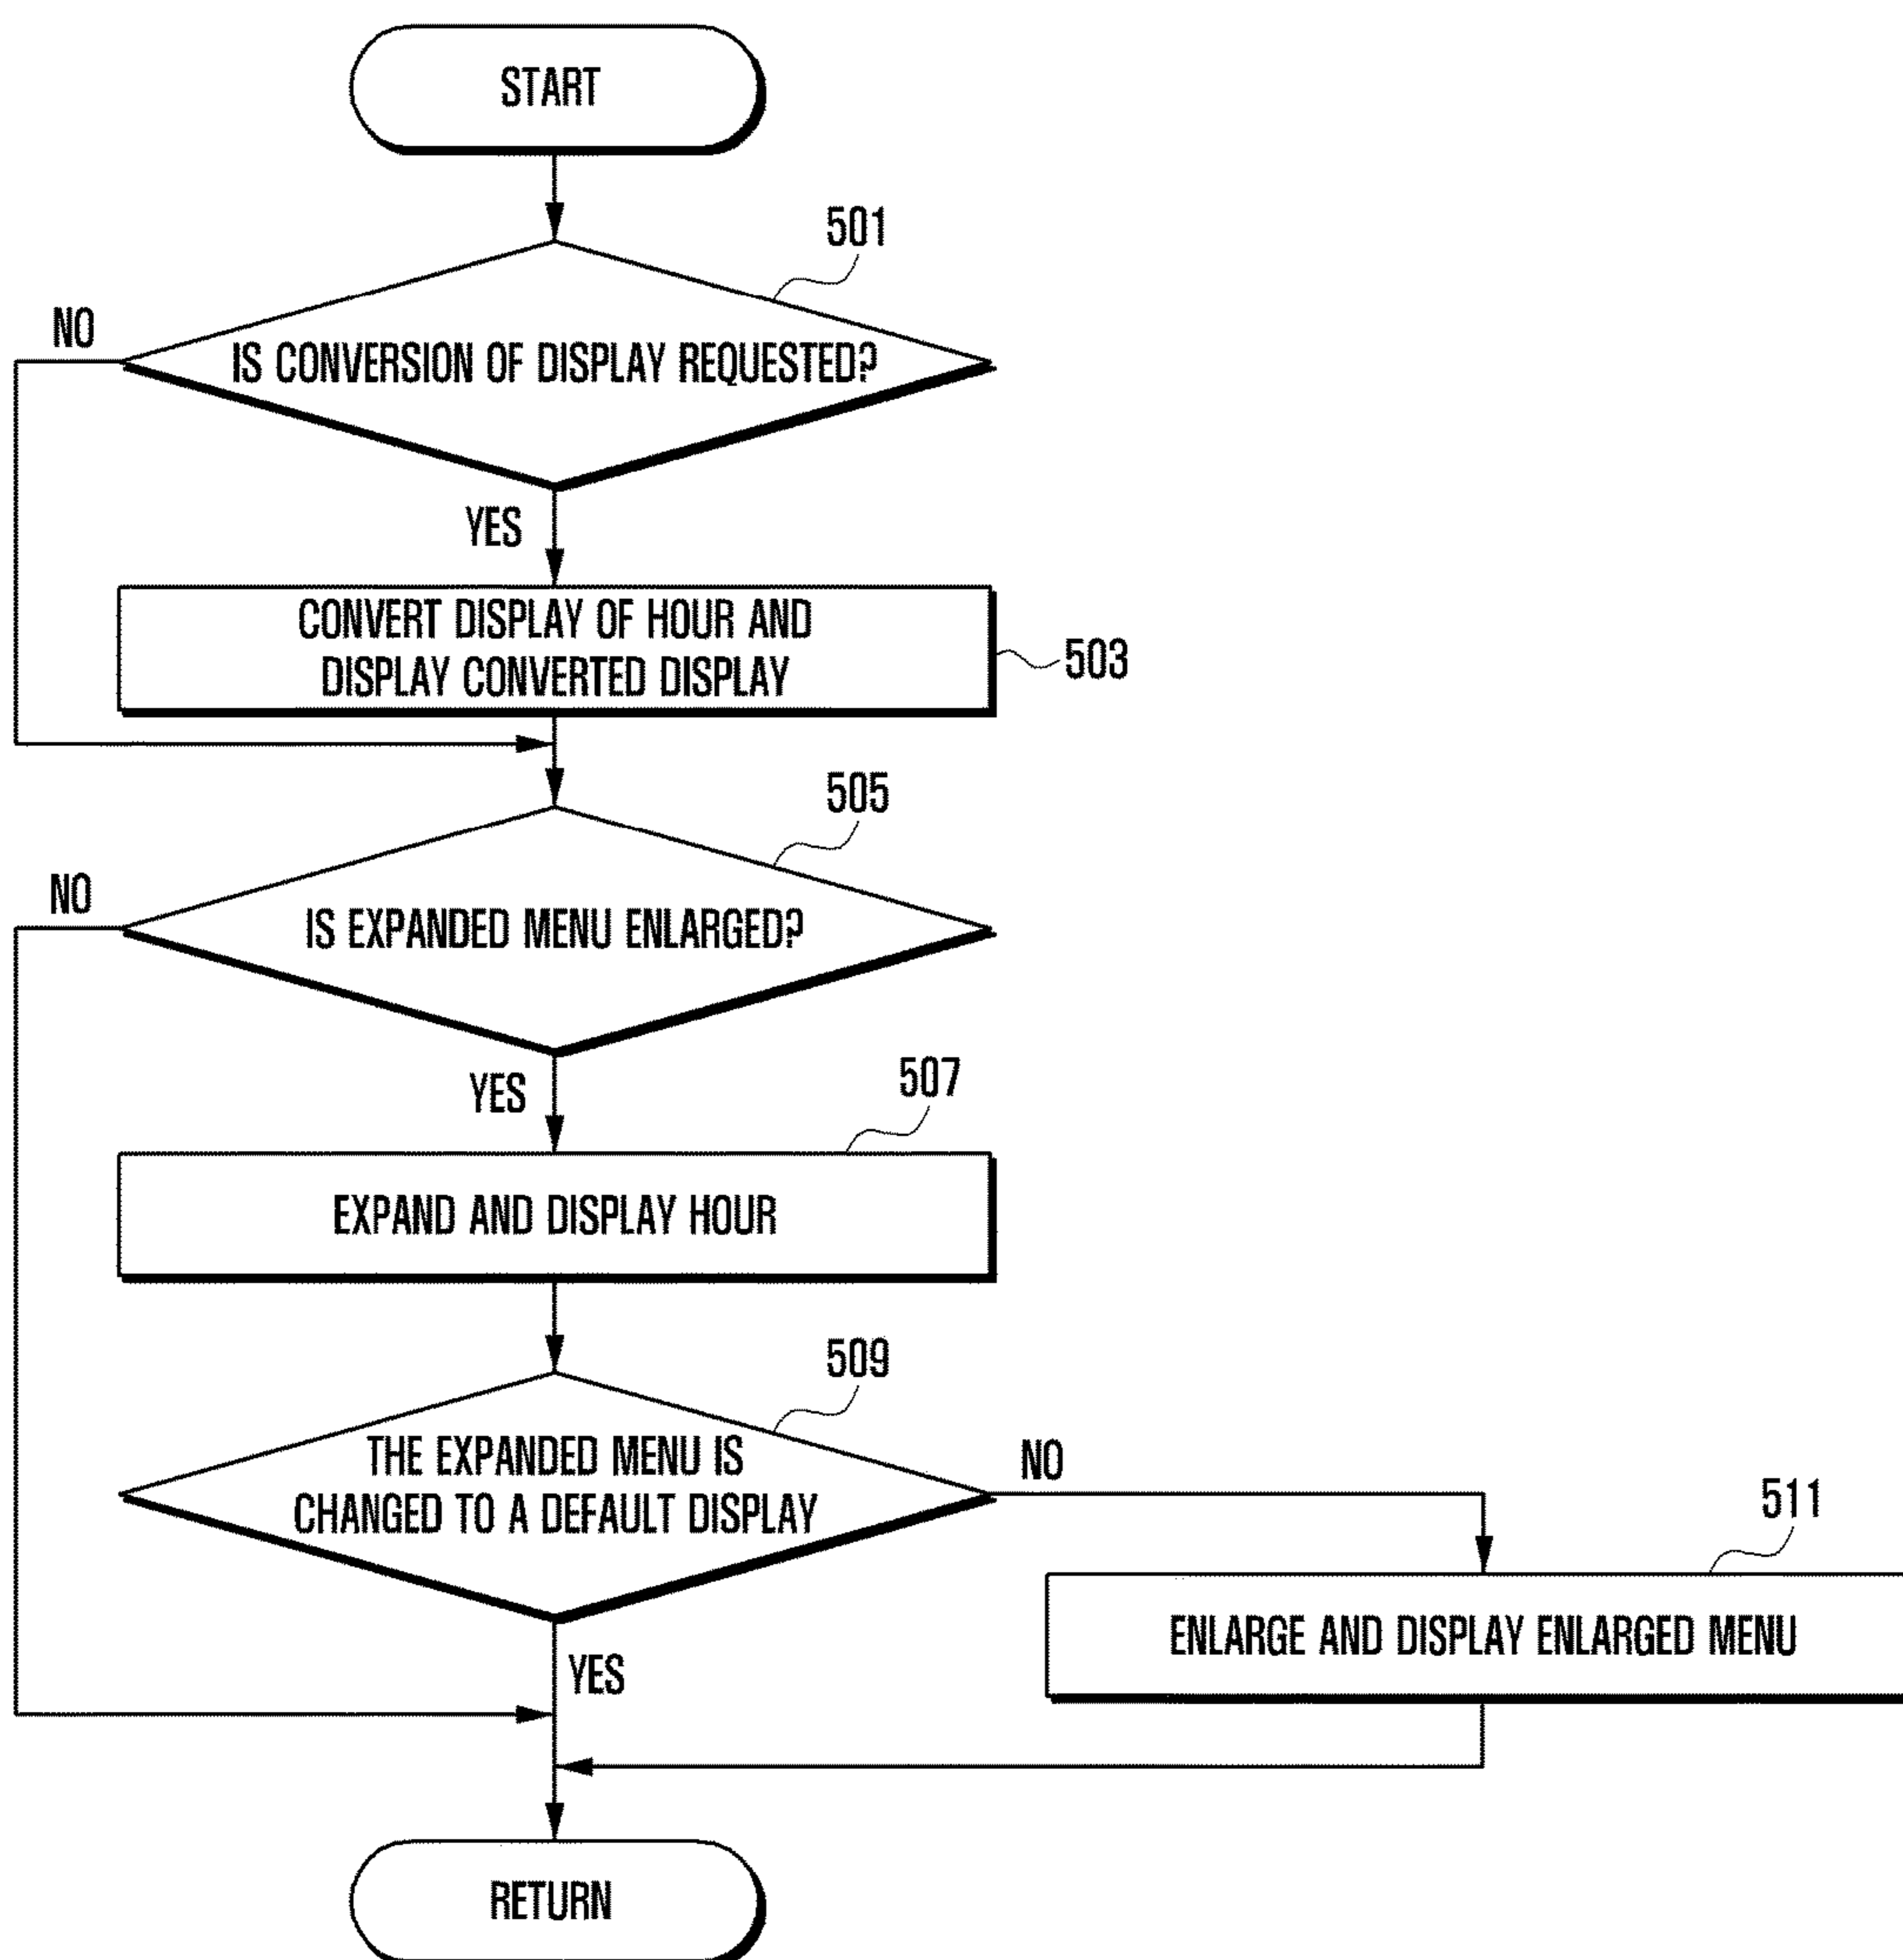 START
501
NO
IS CONVERSION OF DISPLAY REQUESTED?
YES
CONVERT DISPLAY OF HOUR AND
DISPLAY CONVERTED DISPLAY
503
505
NO
IS EXPANDED MENU ENLARGED?
YES
507
EXPAND AND DISPLAY HOUR
509
THE EXPANDED MENU IS
CHANGED TO A DEFAULT DISPLAY
NO
511
ENLARGE AND DISPLAY ENLARGED MENU
YES
RETURN